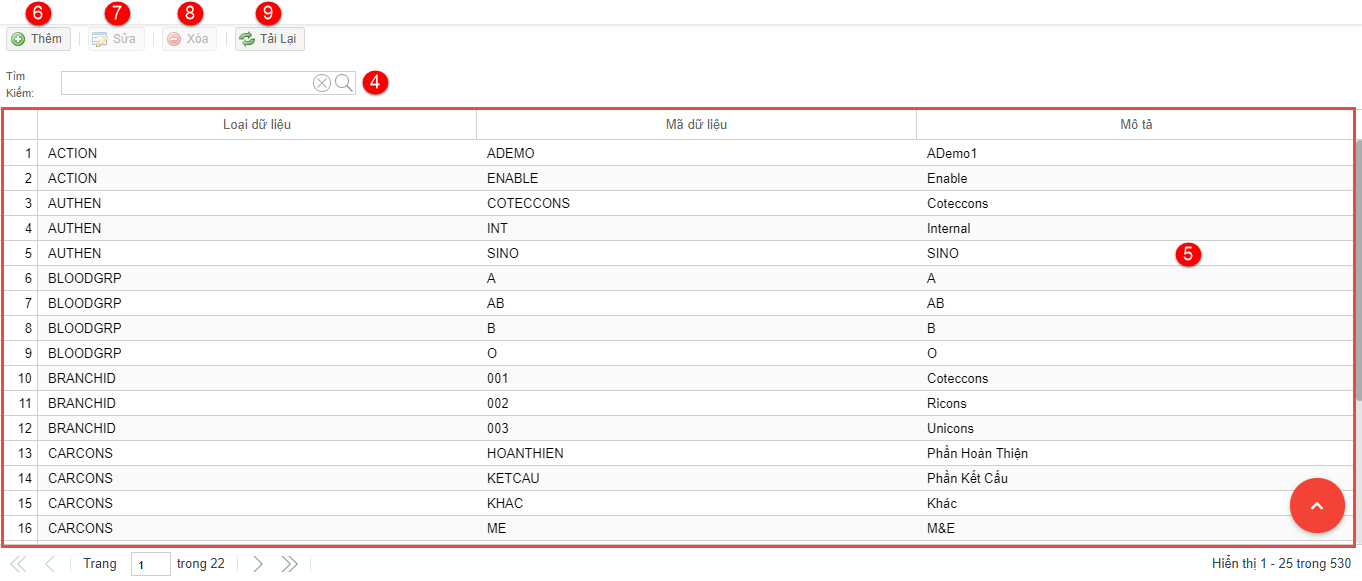 6 7 8 9
Thêm Sửa Xóa Tải Lại
Tìm
Kiếm:
4
Loại dữ liệu Mã dữ liệu Mô tả
1 ACTION ADEMO ADemo1
2 ACTION ENABLE Enable
3 AUTHEN COTECCONS Coteccons
4 AUTHEN INT Internal
5 AUTHEN SINO SINO 5
6 BLOODGRP A A
7 BLOODGRP AB AB
8 BLOODGRP B B
9 BLOODGRP O O
10 BRANCHID 001 Coteccons
11 BRANCHID 002 Ricons
12 BRANCHID 003 Unicons
13 CARCONS HOANTHIEN Phần Hoàn Thiện
14 CARCONS KETCAU Phần Kết Cấu
15 CARCONS KHAC Khác
16 CARCONS ME M&E
Trang 1 trong 22 Hiển thị 1 - 25 trong 530